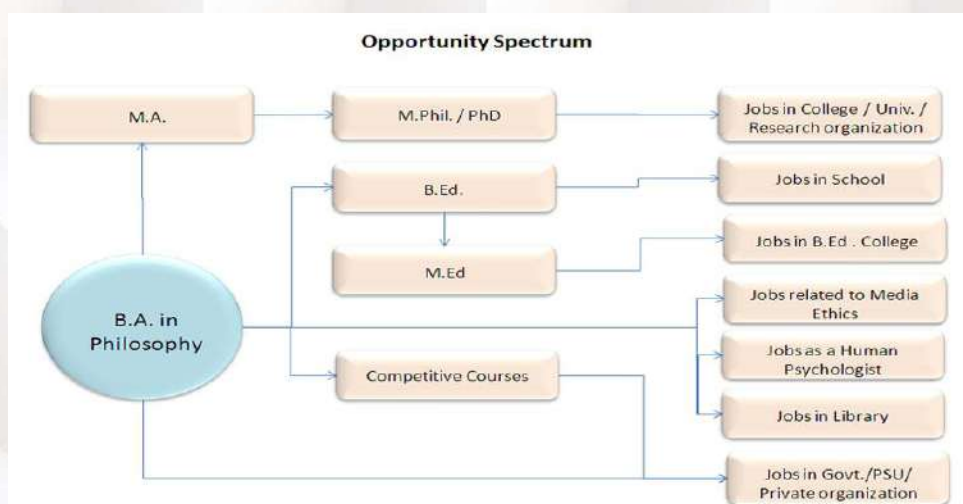 Opportunity Spectrum
M.A.
M.Phil. / PhD
Jobs in College / Univ. /
Research organization
B.Ed.
Jobs in School
M.Ed
Jobs in B.Ed . College
B.A. in
Philosophy
Jobs related to Media
Ethics
Competitive Courses
Jobs as a Human
Psychologist
Jobs in Library
Jobs in Govt./PSU/
Private organization